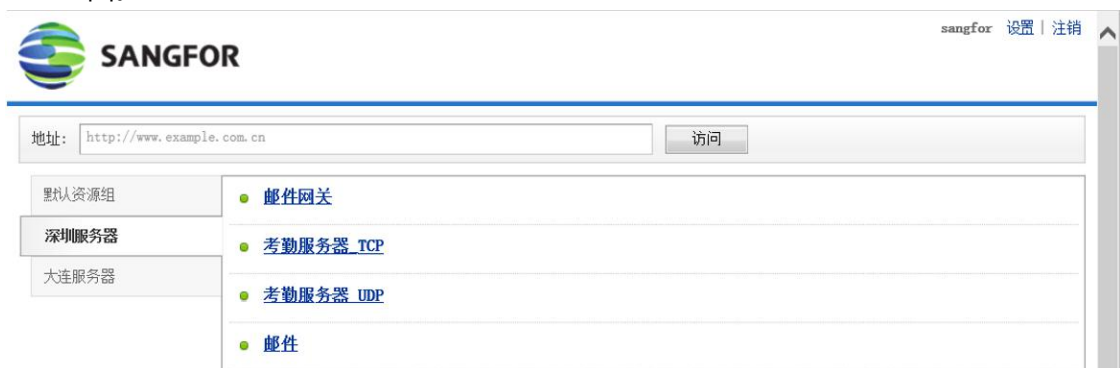 sangfor 设置 | 注销
SANGFOR
地址: http://www.example.com.cn 访问
默认资源组
深圳服务器
大连服务器
邮件网关
考勤服务器_TCP
考勤服务器_UDP
邮件